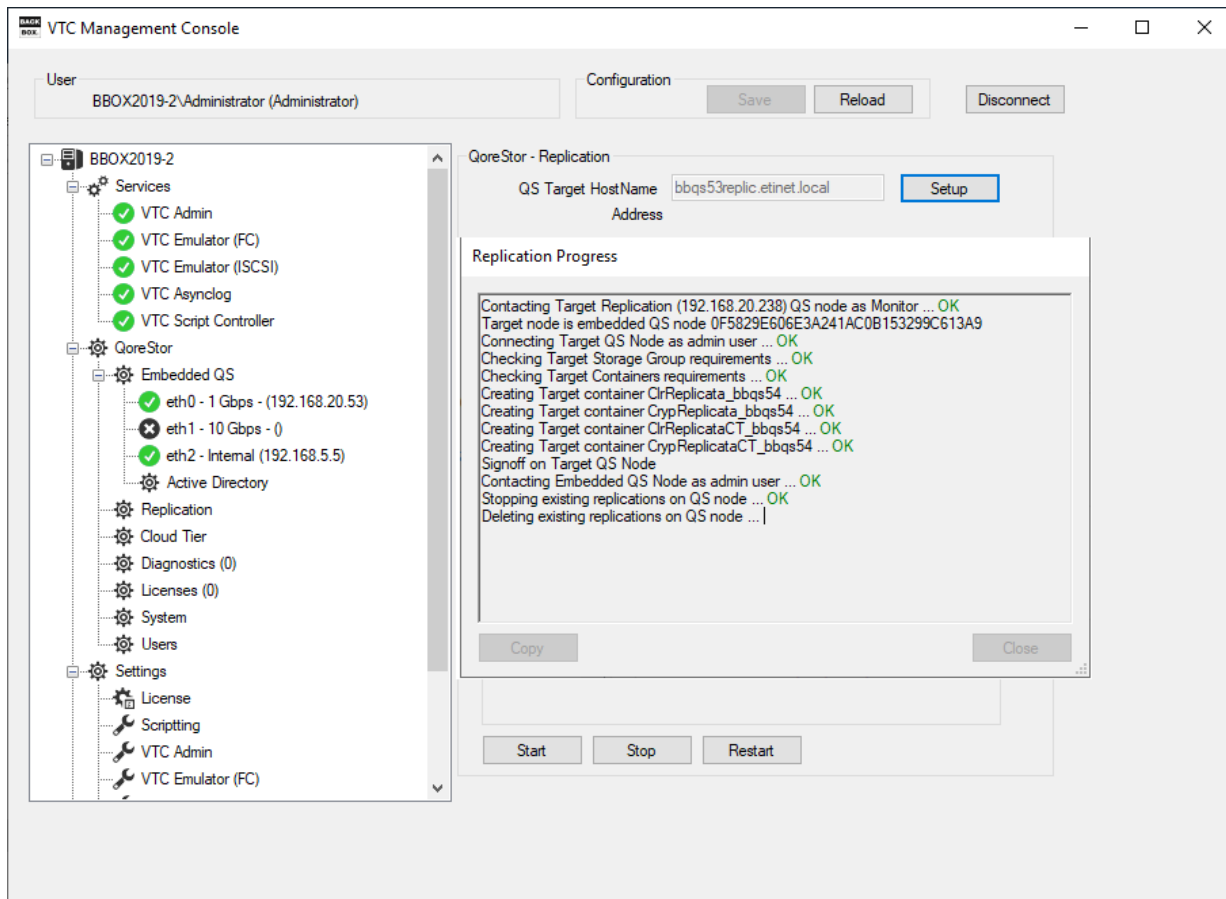 BACK
BOX
VTC Management Console
User
BBOX2019-2\Administrator (Administrator)
Configuration
Save
Reload
Disconnect
BBOX2019-2
Services
VTC Admin
VTC Emulator (FC)
VTC Emulator (ISCSI)
VTC Asynclog
VTC Script Controller
QoreStor
Embedded QS
eth0 - 1 Gbps - (192.168.20.53)
eth1 - 10 Gbps - ()
eth2 - Internal (192.168.5.5)
Active Directory
Replication
Cloud Tier
Diagnostics (0)
Licenses (0)
System
Users
Settings
License
Scriptting
VTC Admin
VTC Emulator (FC)
QoreStor - Replication
QS Target HostName
bbqs53replic.etinet.local
Setup
Address
Replication Progress
Contacting Target Replication (192.168.20.238) QS node as Monitor ... OK
Target node is embedded QS node 0F5829E606E3A241AC0B153299C613A9
Connecting Target QS Node as admin user ... OK
Checking Target Storage Group requirements ... OK
Checking Target Containers requirements ... OK
Creating Target container ClrReplicata_bbqs54 ... OK
Creating Target container CrypReplicata_bbqs54 ... OK
Creating Target container ClrReplicataCT_bbqs54 ... OK
Creating Target container CrypReplicataCT_bbqs54 ... OK
Signoff on Target QS Node
Contacting Embedded QS Node as admin user ... OK
Stopping existing replications on QS node ... OK
Deleting existing replications on QS node ...
Copy
Close
Start
Stop
Restart